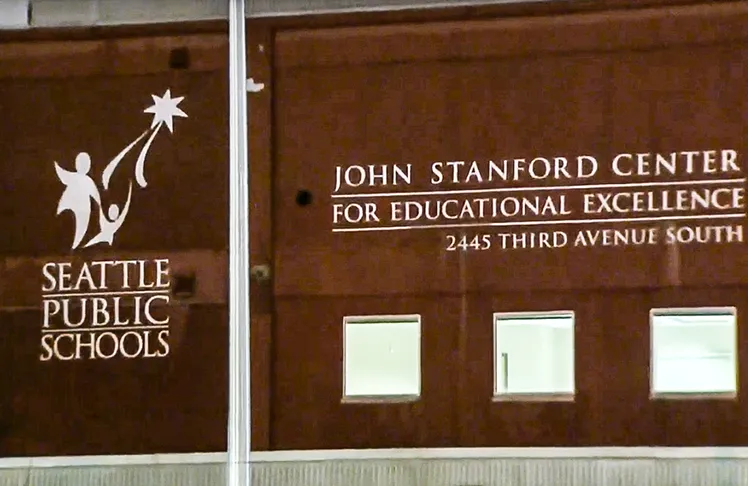 SEATTLE
PUBLIC
SCHOOLS
JOHN STANFORD CENTER
FOR EDUCATIONAL EXCELLENCE
2445 THIRD AVENUE SOUTH